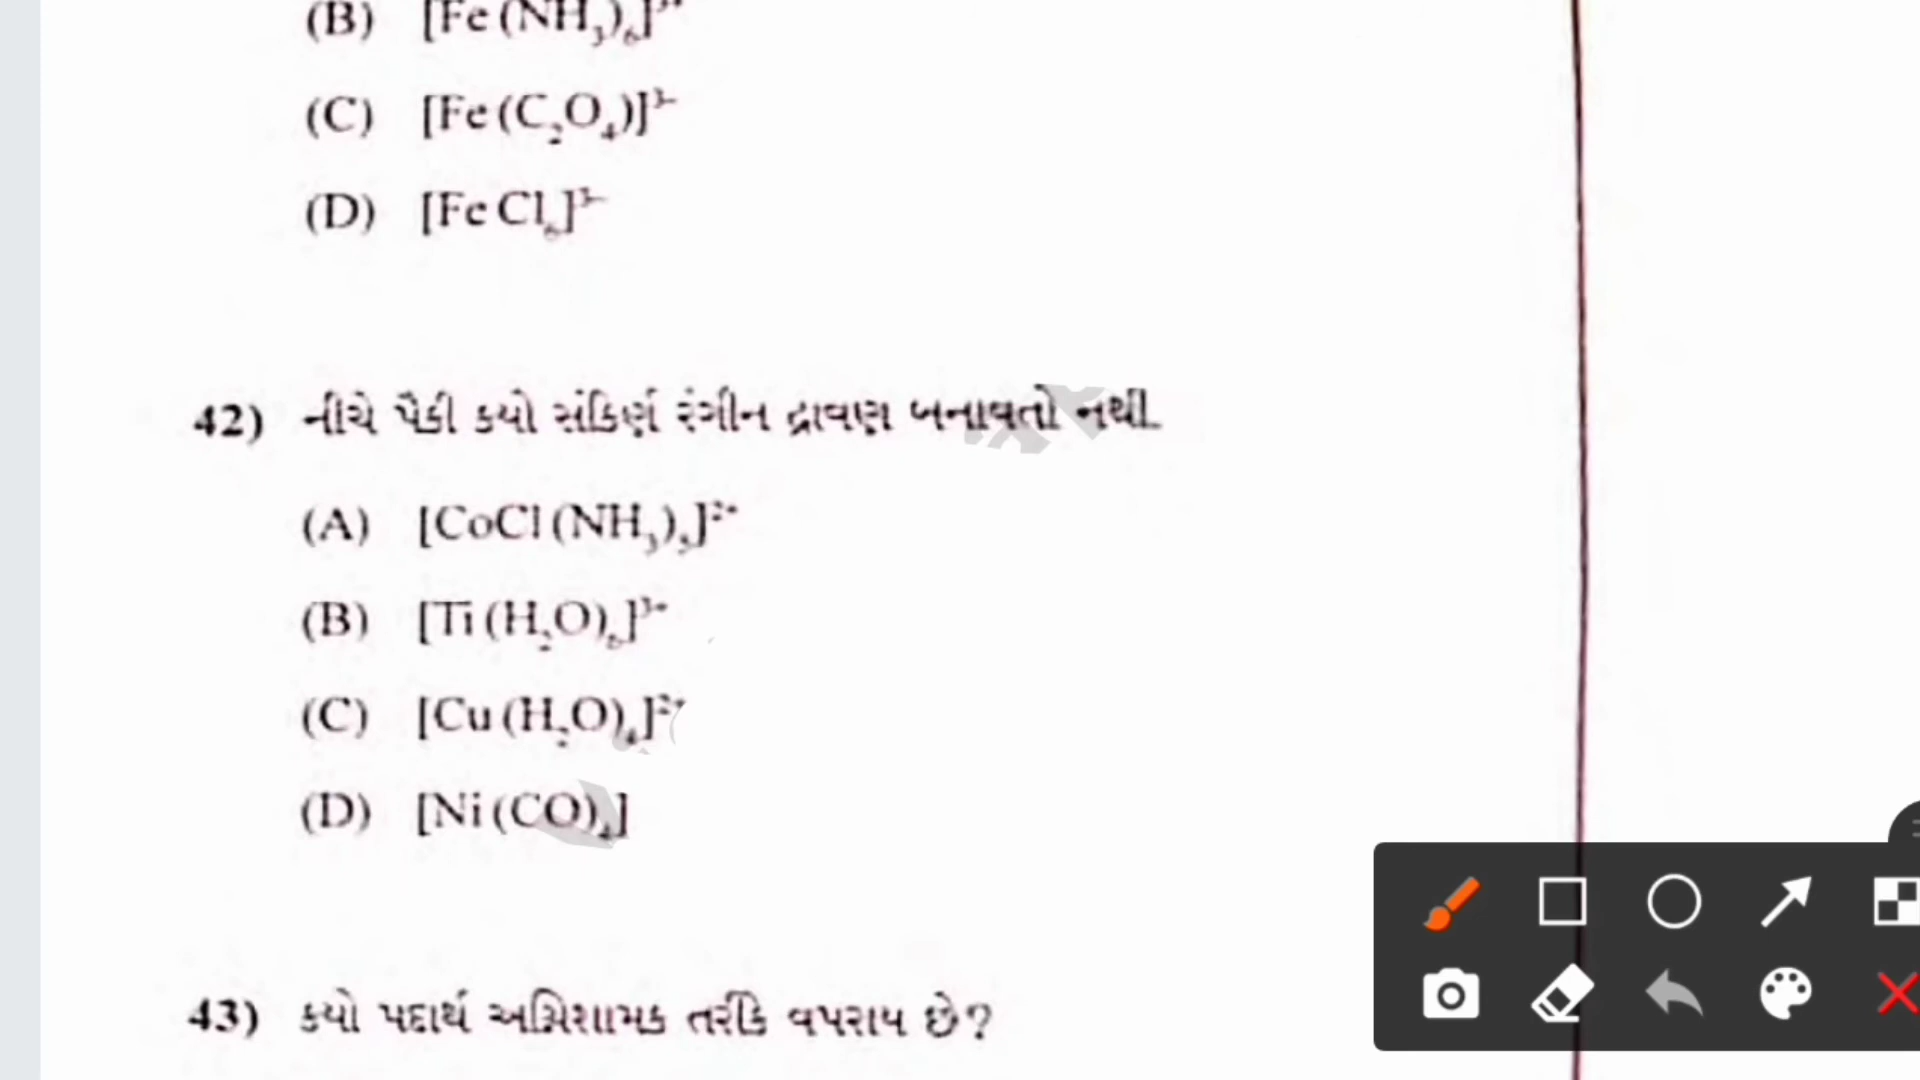 (B) [Fe(NH₃)₆]³⁺
(C) [Fe(C₂O₄)]³⁻
(D) [FeCl₆]³⁻
42) નીચે પૈકી કયો સંકિર્ણ રંગીન દ્રાવણ બનાવતો નથી.
(A) [CoCl(NH₃)₅]²⁺
(B) [Ti(H₂O)₆]³⁺
(C) [Cu(H₂O)₄]²⁺
(D) [Ni(CO)₄]
43) કયો પદાર્થ અગ્નિશામક તરીકે વપરાય છે?